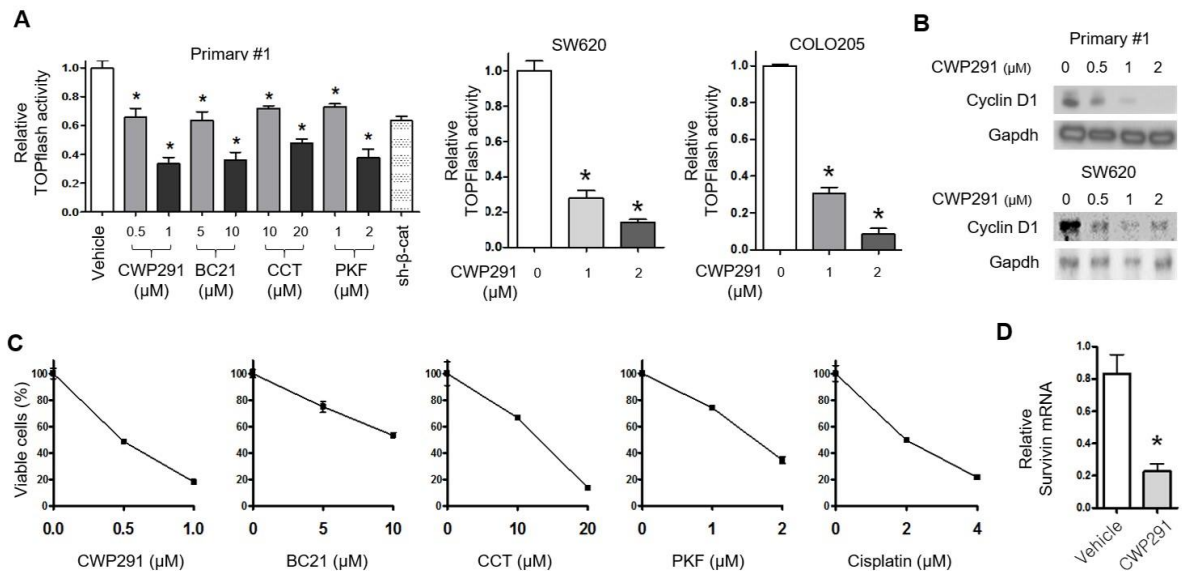 A
Primary #1
Relative
TOPflash activity
1.0
0.8
0.6
0.4
0.2
0.0
Vehicle
0.5 1 5 10 10 20 1 2
CWP291 BC21 CCT PKF
(µM) (µM) (µM) (µM)
sh-β-cat
SW620
Relative
TOPFlash activity
1.0
0.8
0.6
0.4
0.2
0.0
* *
CWP291 0 1 2
(µM)
COLO205
Relative
TOPFlash activity
1.0
0.8
0.6
0.4
0.2
0.0
* *
CWP291 0 1 2
(µM)
B
Primary #1
CWP291 (µM) 0 0.5 1 2
Cyclin D1
Gapdh
SW620
CWP291 (µM) 0 0.5 1 2
Cyclin D1
Gapdh
C
Viable cells (%)
100
80
60
40
20
0
0.0 0.5 1.0
CWP291 (µM)
100
80
60
40
20
0
0 5 10
BC21 (µM)
100
80
60
40
20
0
0 10 20
CCT (µM)
100
80
60
40
20
0
0 1 2
PKF (µM)
100
80
60
40
20
0
0 2 4
Cisplatin (µM)
D
Relative
Survivin mRNA
1.0
0.8
0.6
0.4
0.2
0.0
*
Vehicle
CWP291